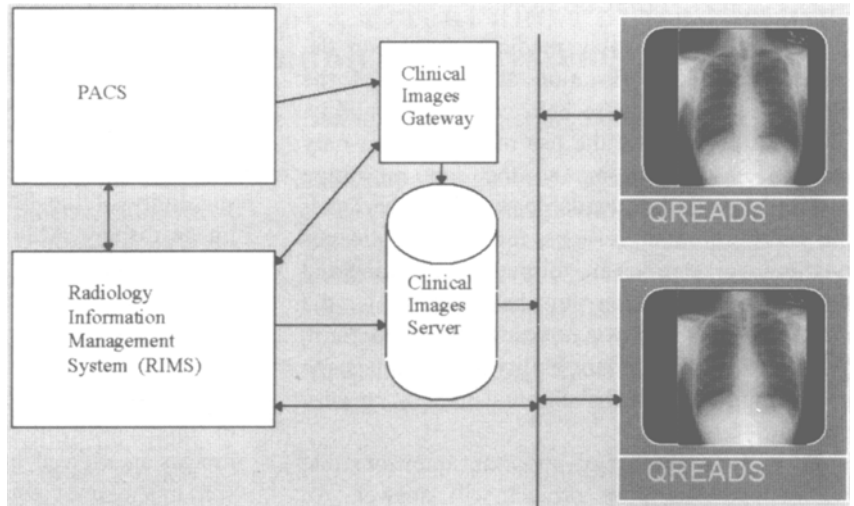 PACS
Clinical
Images
Gateway
QREADS
Radiology
Information
Management
System (RIMS)
Clinical
Images
Server
QREADS